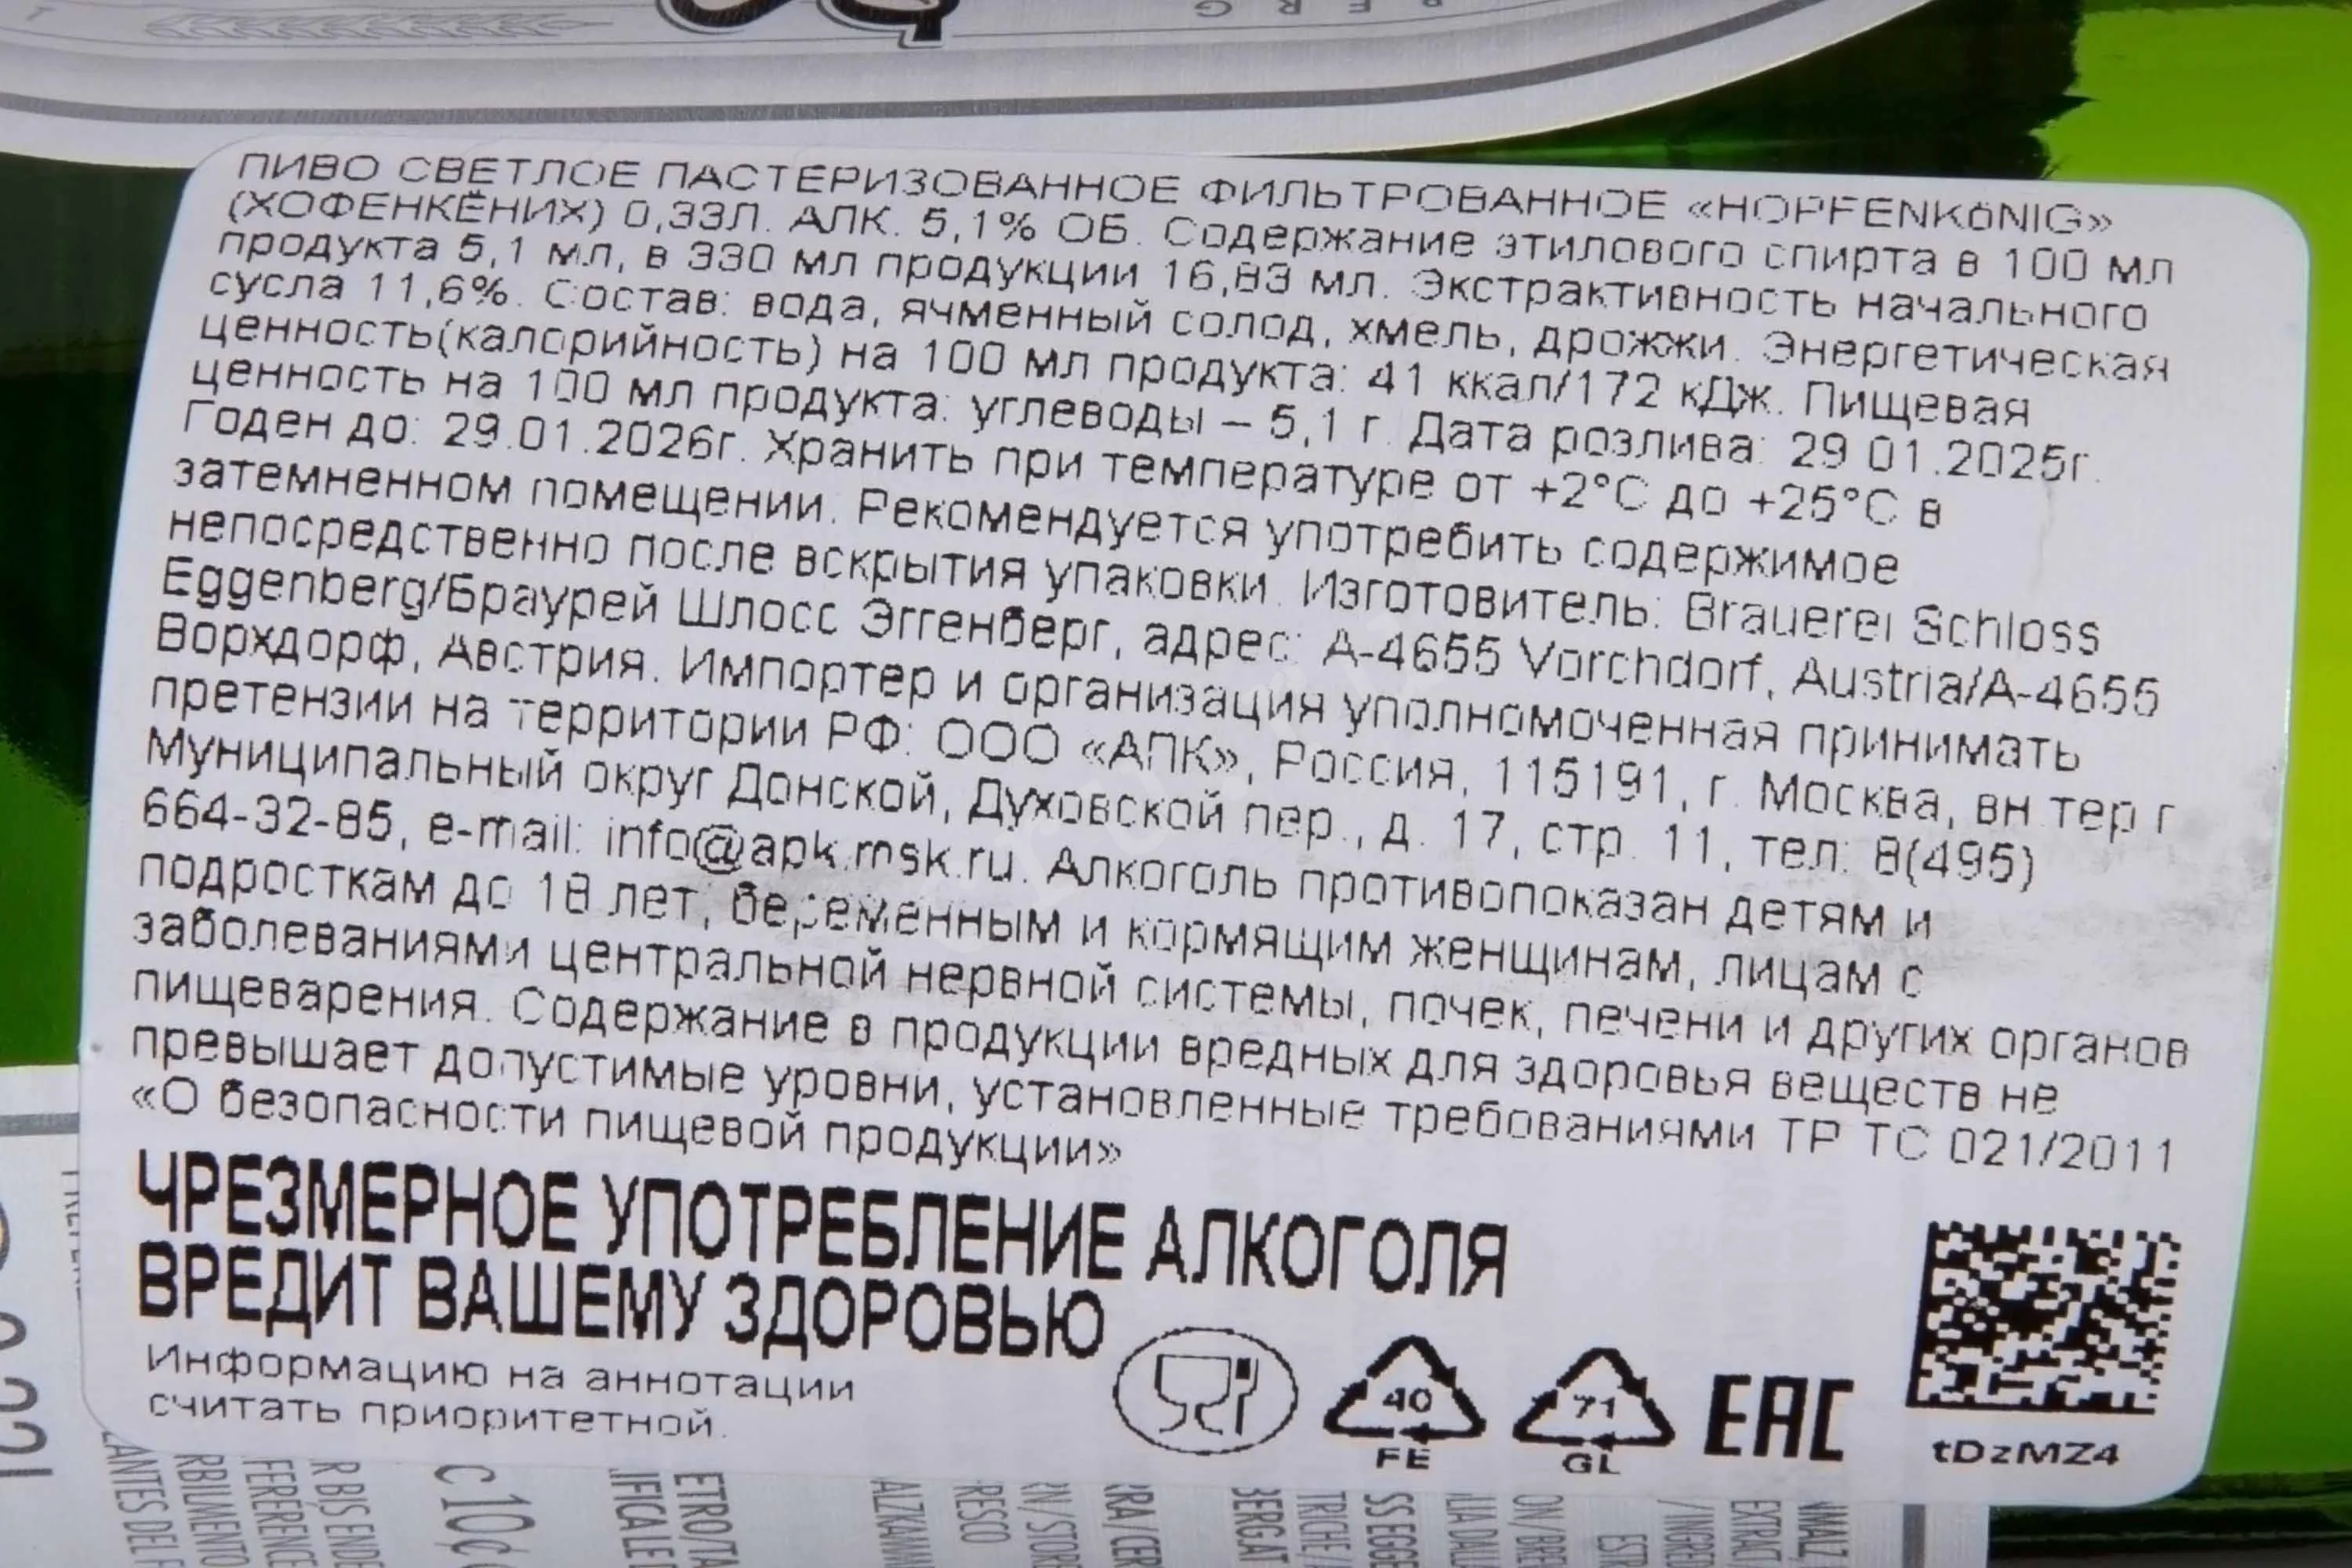 ПИВО СВЕТЛОЕ ПАСТЕРИЗОВАННОЕ ФИЛЬТРОВАННОЕ «HOPFENKöNIG»
(ХОФЕНКЁНИХ) 0,33Л. АЛК. 5,1% ОБ. Содержание этилового спирта в 100 мл
продукта 5,1 мл, в 330 мл продукции 16,83 мл. Экстрактивность начального
сусла 11,6%. Состав: вода, ячменный солод, хмель, дрожжи. Энергетическая
ценность(калорийность) на 100 мл продукта: 41 ккал/172 кДж. Пищевая
ценность на 100 мл продукта: углеводы – 5,1 г. Дата розлива: 29.01.2025г.
Годен до: 29.01.2026г. Хранить при температуре от +2°С до +25°С в
затемненном помещении. Рекомендуется употребить содержимое
непосредственно после вскрытия упаковки. Изготовитель: Brauerei Schloss
Eggenberg/Браурей Шлосс Эггенберг, адрес: A-4655 Vorchdorf, Austria/A-4655
Ворхдорф, Австрия. Импортер и организация уполномоченная принимать
претензии на территории РФ: ООО «АПК», Россия, 115191, г. Москва, вн.тер.г.
Муниципальный округ Донской, Духовской пер., д. 17, стр. 11, тел: 8(495)
664-32-85, e-mail: info@apk.msk.ru. Алкоголь противопоказан детям и
подросткам до 18 лет, беременным и кормящим женщинам, лицам с
заболеваниями центральной нервной системы, почек, печени и других органов
пищеварения. Содержание в продукции вредных для здоровья веществ не
превышает допустимые уровни, установленные требованиями ТР ТС 021/2011
«О безопасности пищевой продукции»
ЧРЕЗМЕРНОЕ УПОТРЕБЛЕНИЕ АЛКОГОЛЯ
ВРЕДИТ ВАШЕМУ ЗДОРОВЬЮ
Информацию на аннотации
считать приоритетной.
40
FE
71
GL
EAC
tDzMZ4